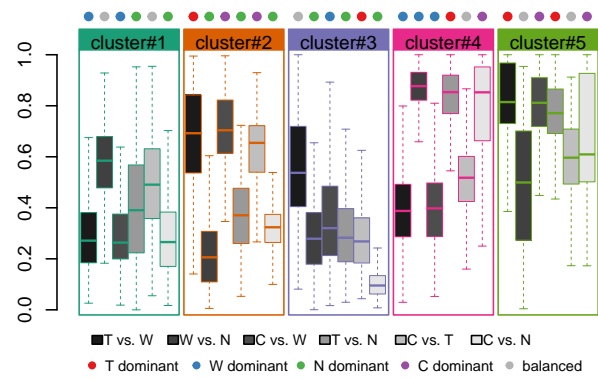 cluster#1 cluster#2 cluster#3 cluster#4 cluster#5
1.0
0.8
0.6
0.4
0.2
0.0
T vs. W W vs. N C vs. W T vs. N C vs. T C vs. N
T dominant W dominant N dominant C dominant balanced